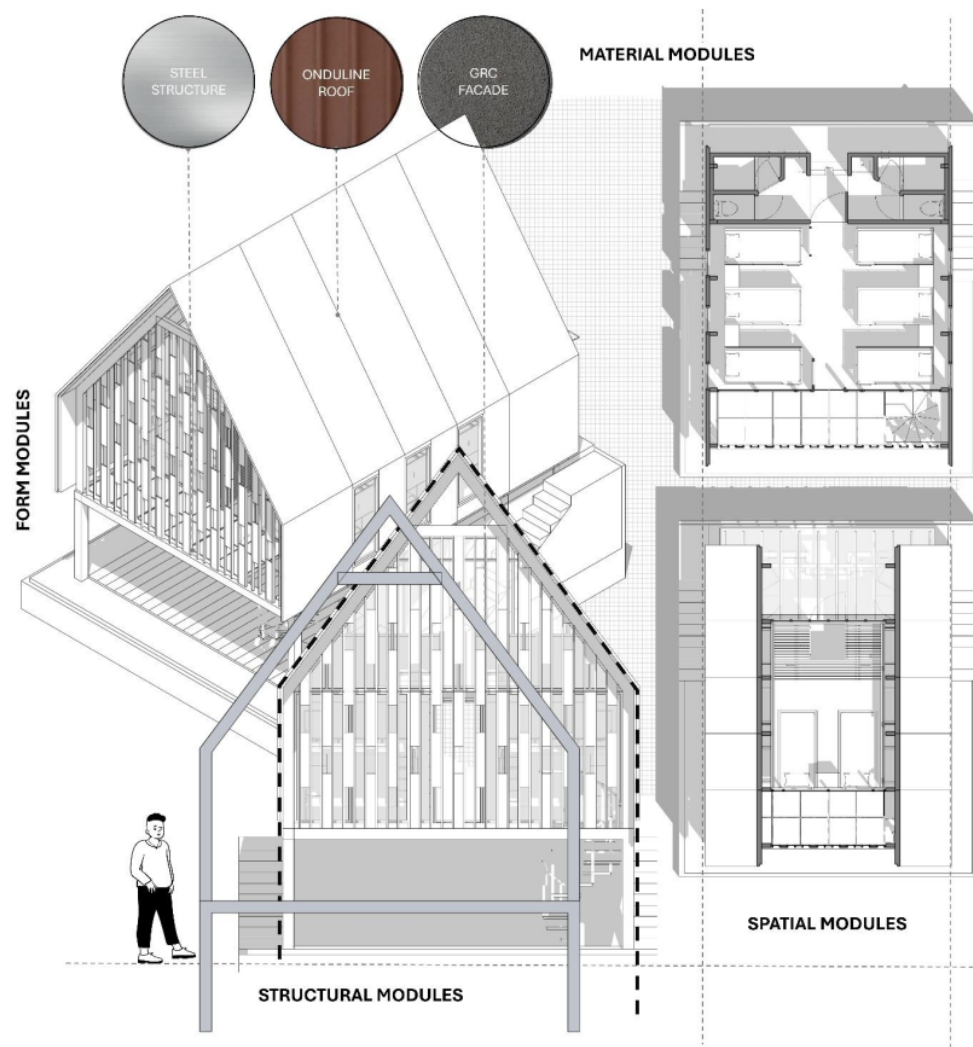 MATERIAL MODULES
STEEL
STRUCTURE
ONDULINE
ROOF
GRC
FACADE
FORM MODULES
SPATIAL MODULES
STRUCTURAL MODULES